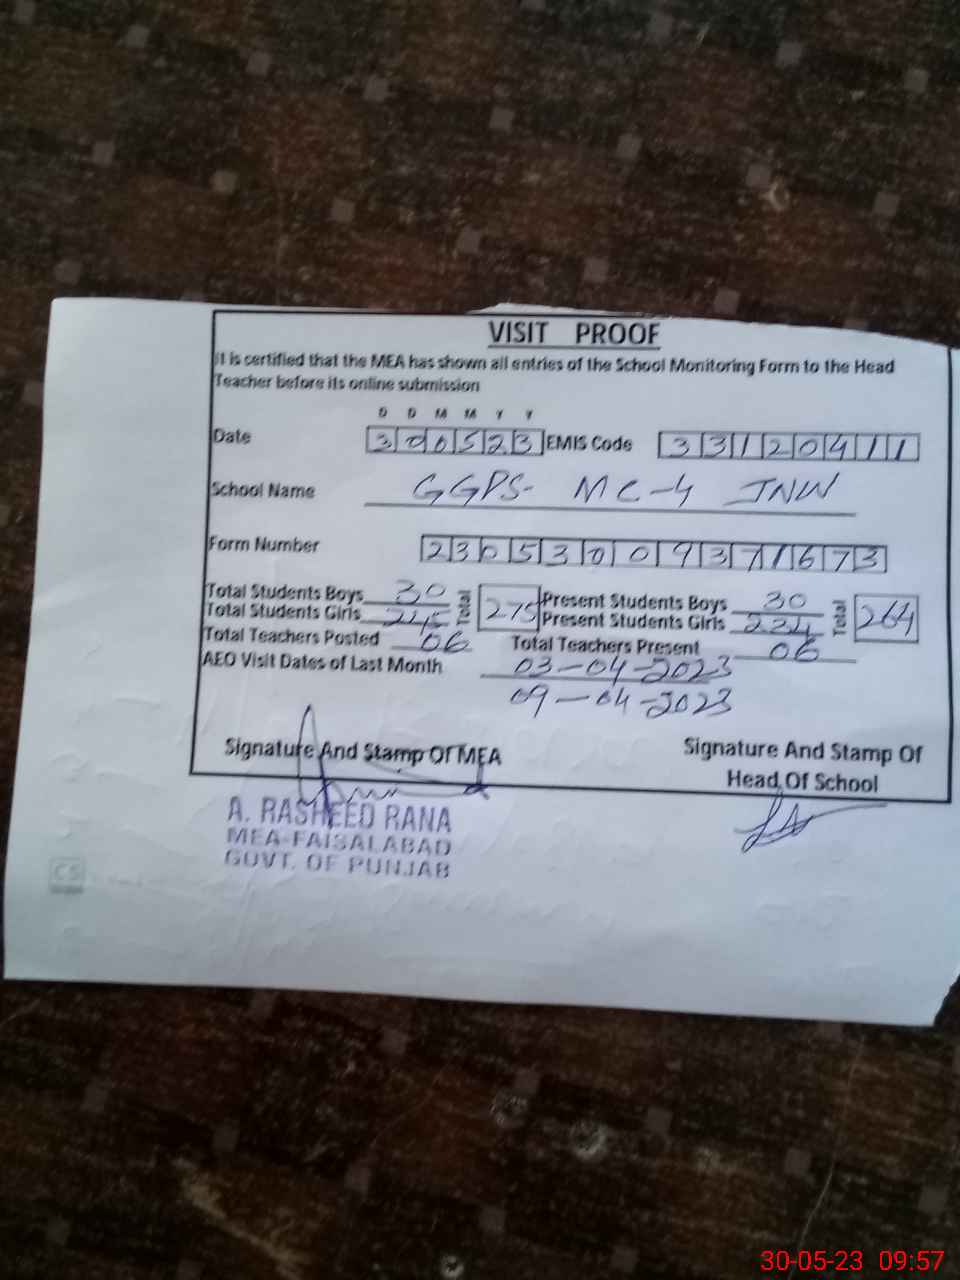 VISIT PROOF
It is certified that the MEA has shown all entries of the School Monitoring Form to the Head
Teacher before its online submission
D D M M Y Y
Date 300523 EMIS Code 33120411
School Name GGPS- MC-4 JNW
Form Number 23053009371673
Total Students Boys 30 Total 275 Present Students Boys 30 Total 264
Total Students Girls 245 Present Students Girls 234
Total Teachers Posted 06 Total Teachers Present 06
AEO Visit Dates of Last Month 03-04-2023
09-04-2023
Signature And Stamp Of MEA Signature And Stamp Of
Head Of School
A. RASHEED RANA
MEA-FAISALABAD
GOVT. OF PUNJAB
CS
30-05-23 09:57